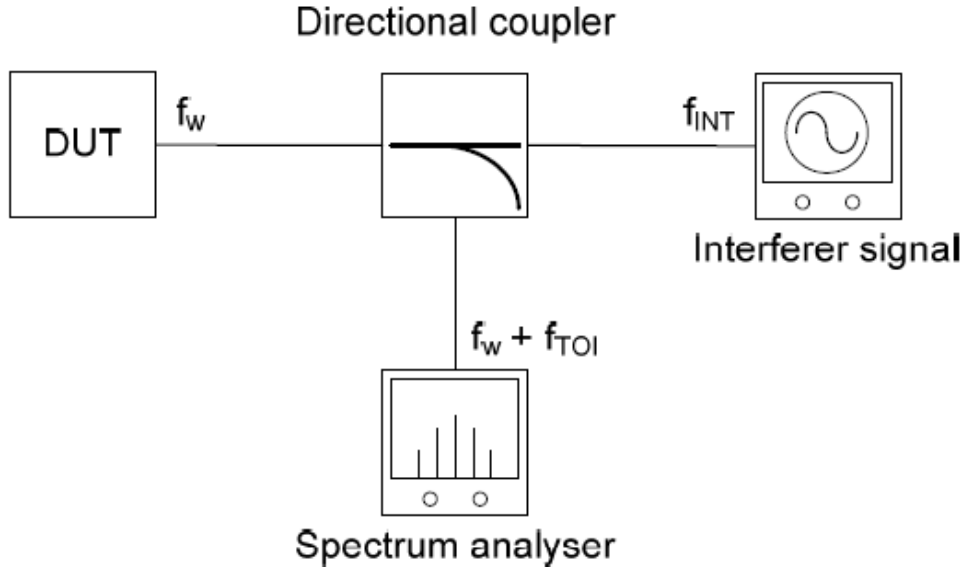 Directional coupler
DUT
fW
fINT
Interferer signal
fW + fTOI
Spectrum analyser